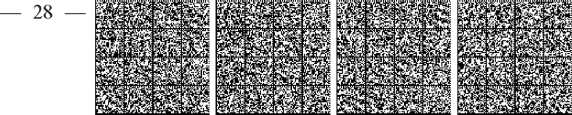 — 28 —